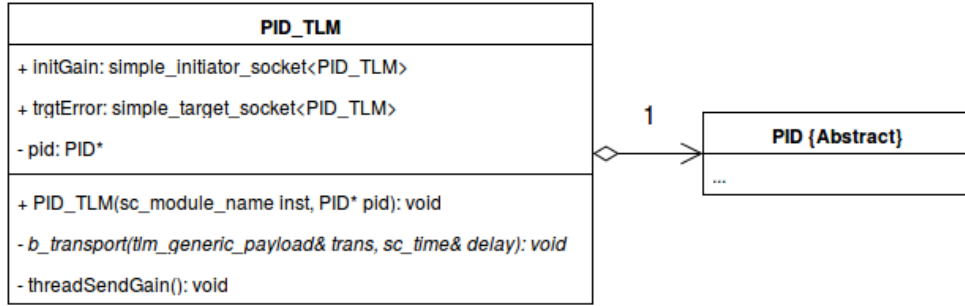 PID_TLM
+ initGain: simple_initiator_socket<PID_TLM>
+ trgtError: simple_target_socket<PID_TLM>
- pid: PID*
+ PID_TLM(sc_module_name inst, PID* pid): void
- b_transport(tlm_generic_payload& trans, sc_time& delay): void
- threadSendGain(): void
1
PID {Abstract}
...